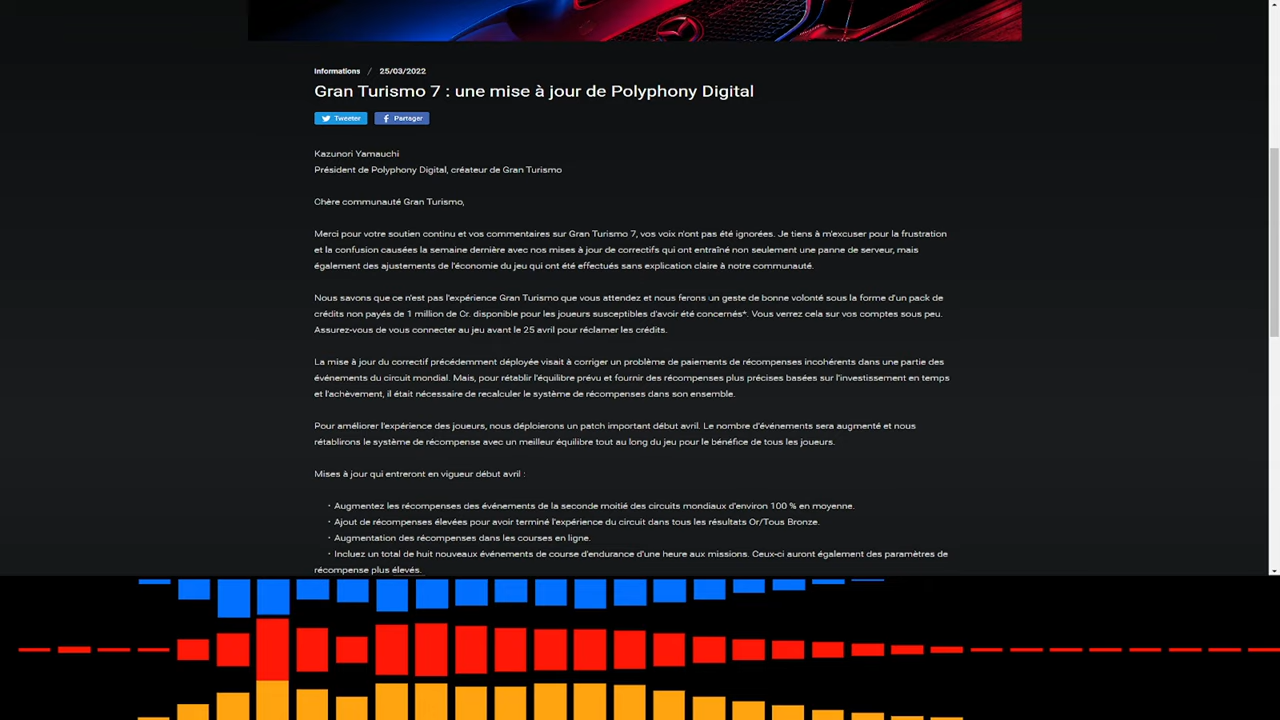 Informations / 25/03/2022
Gran Turismo 7 : une mise à jour de Polyphony Digital
Tweeter Partager
Kazunori Yamauchi
Président de Polyphony Digital, créateur de Gran Turismo
Chère communauté Gran Turismo,
Merci pour votre soutien continu et vos commentaires sur Gran Turismo 7, vos voix n'ont pas été ignorées. Je tiens à m'excuser pour la frustration
et la confusion causées la semaine dernière avec nos mises à jour de correctifs qui ont entraîné non seulement une panne de serveur, mais
également des ajustements de l'économie du jeu qui ont été effectués sans explication claire à notre communauté.
Nous savons que ce n'est pas l'expérience Gran Turismo que vous attendez et nous ferons un geste de bonne volonté sous la forme d'un pack de
crédits non payés de 1 million de Cr. disponible pour les joueurs susceptibles d'avoir été concernés*. Vous verrez cela sur vos comptes sous peu.
Assurez-vous de vous connecter au jeu avant le 25 avril pour réclamer les crédits.
La mise à jour du correctif précédemment déployée visait à corriger un problème de paiements de récompenses incohérents dans une partie des
événements du circuit mondial. Mais, pour rétablir l'équilibre prévu et fournir des récompenses plus précises basées sur l'investissement en temps
et l'achèvement, il était nécessaire de recalculer le système de récompenses dans son ensemble.
Pour améliorer l'expérience des joueurs, nous déploierons un patch important début avril. Le nombre d'événements sera augmenté et nous
rétablirons le système de récompense avec un meilleur équilibre tout au long du jeu pour le bénéfice de tous les joueurs.
Mises à jour qui entreront en vigueur début avril :
・Augmentez les récompenses des événements de la seconde moitié des circuits mondiaux d'environ 100 % en moyenne.
・Ajout de récompenses élevées pour avoir terminé l'expérience du circuit dans tous les résultats Or/Tous Bronze.
・Augmentation des récompenses dans les courses en ligne.
・Incluez un total de huit nouveaux événements de course d'endurance d'une heure aux missions. Ceux-ci auront également des paramètres de
récompense plus élevés.